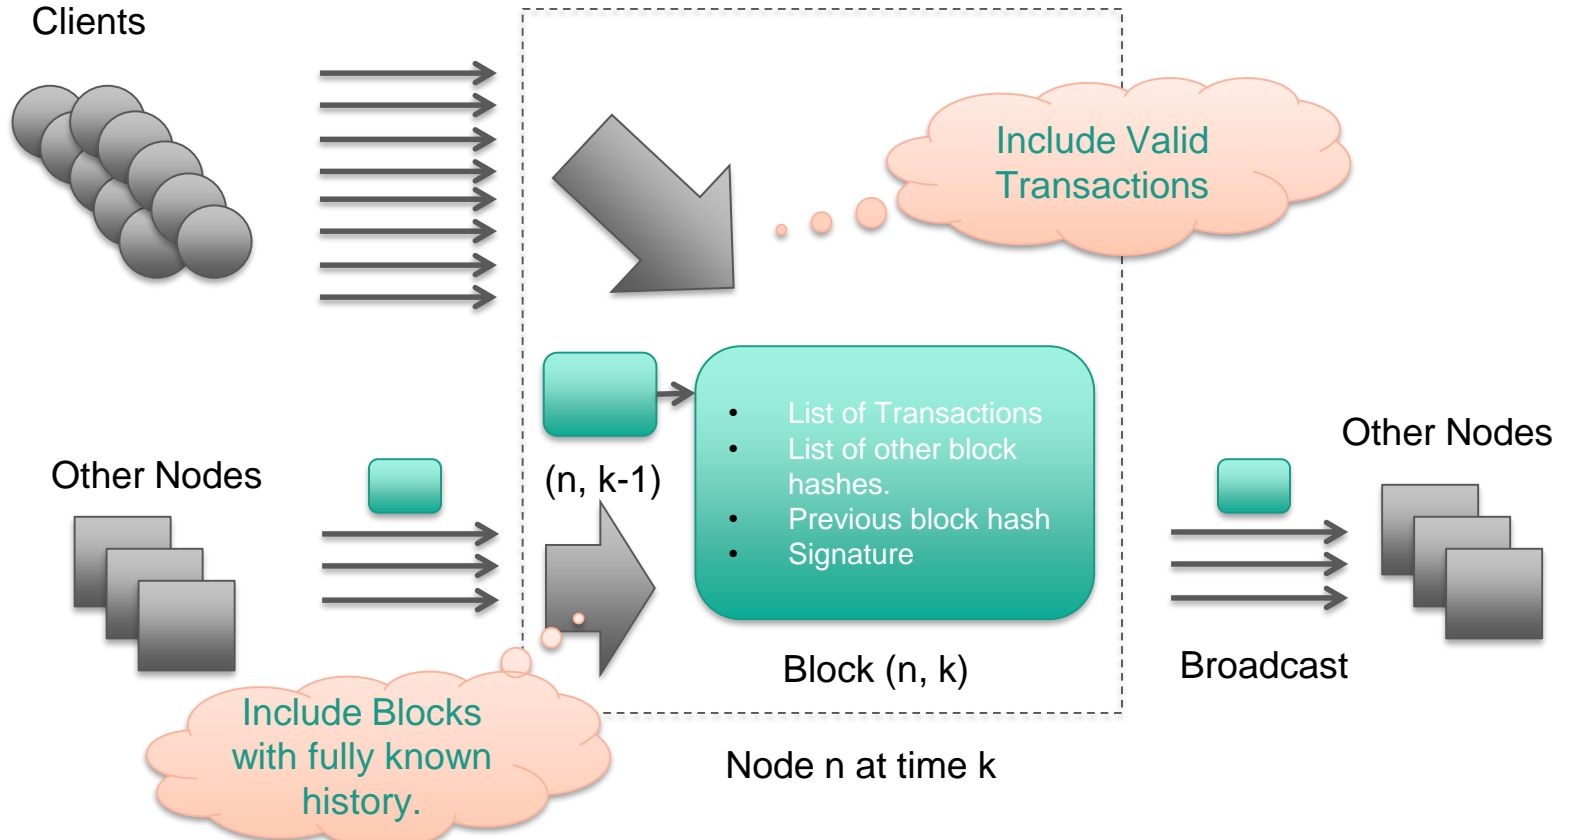 Clients
Include Valid
Transactions
• List of Transactions
• List of other block
hashes.
• Previous block hash
• Signature
Other Nodes
(n, k-1)
Other Nodes
Block (n, k)
Broadcast
Include Blocks
with fully known
history.
Node n at time k